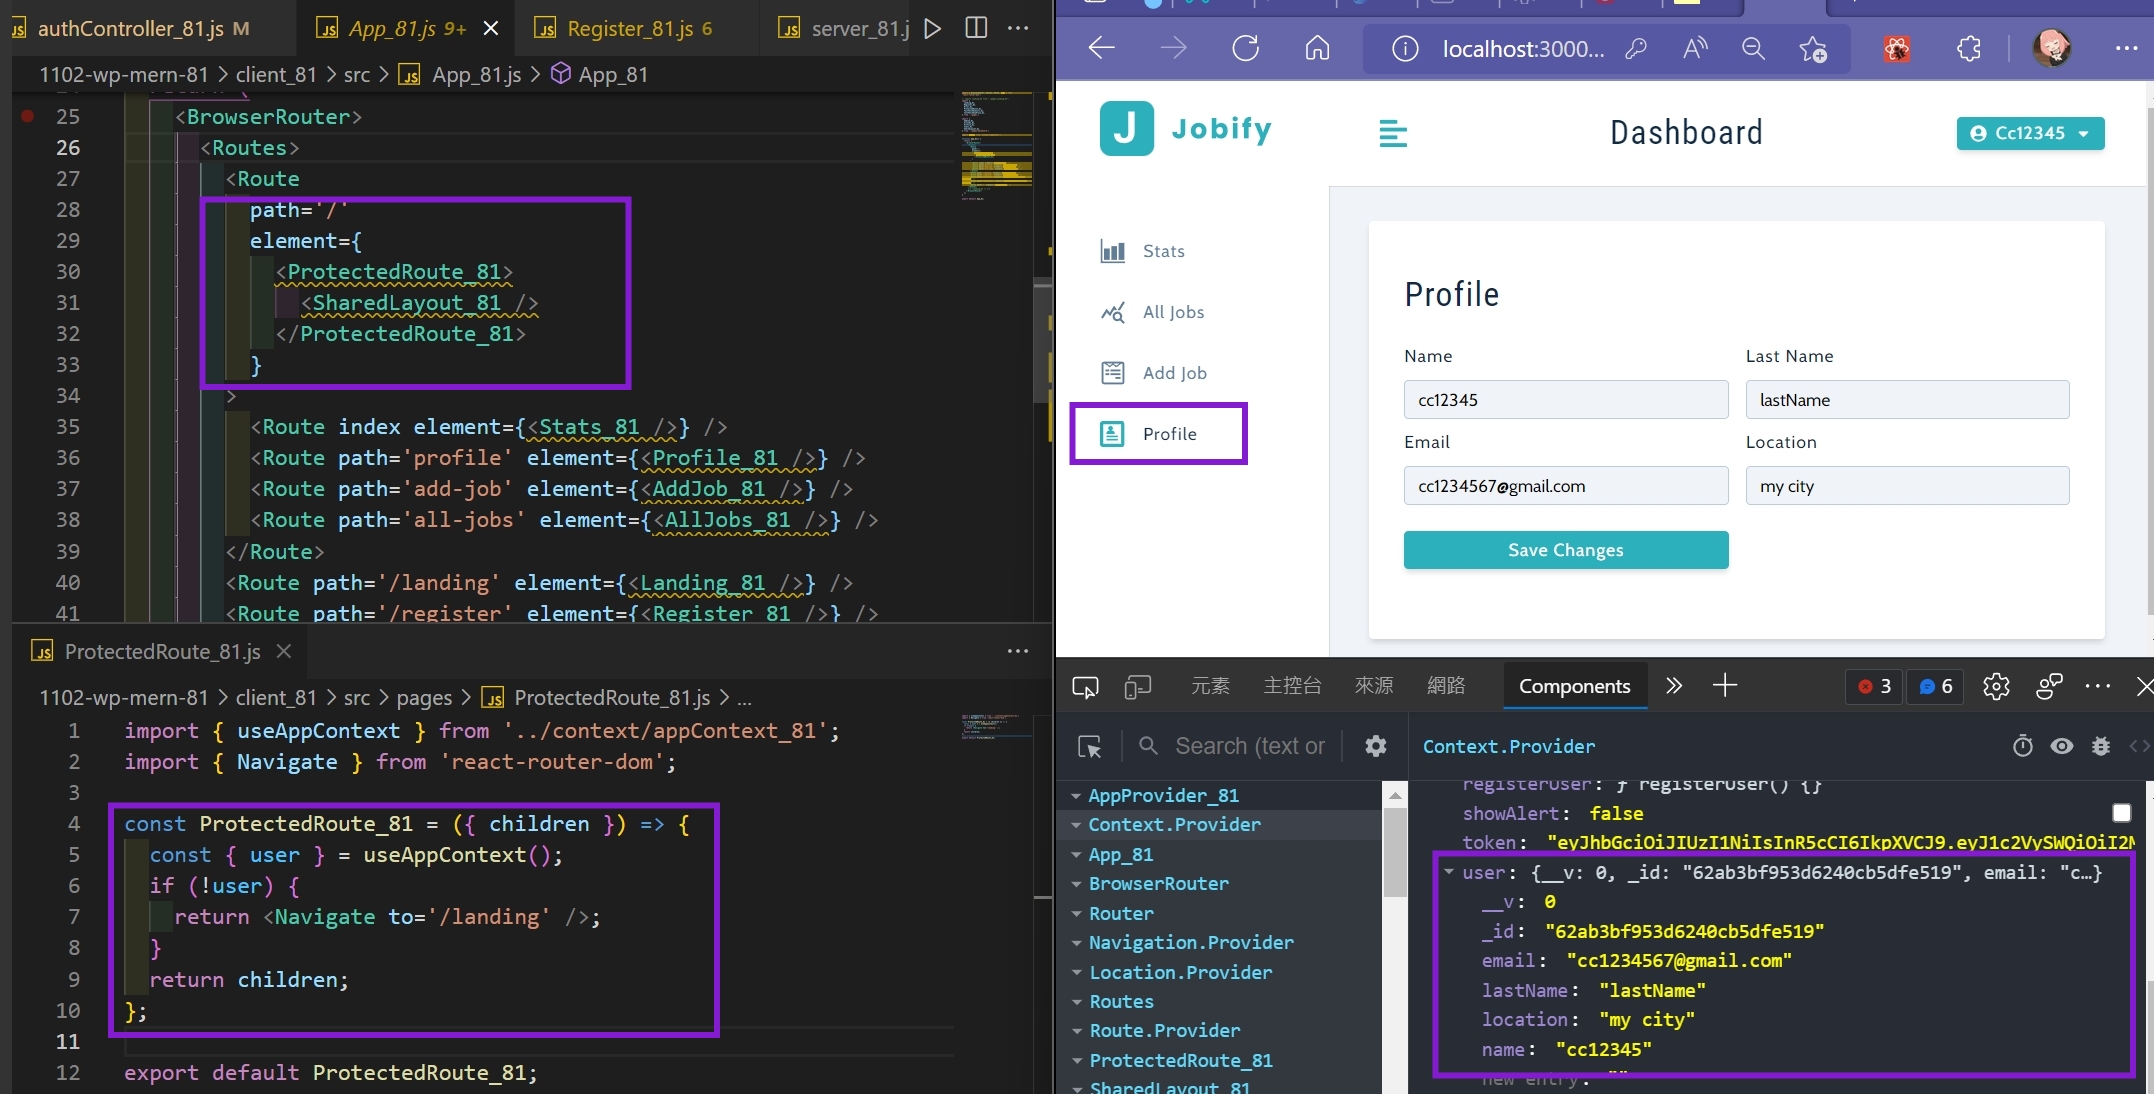 JS authController_81.js M
JS App_81.js 9+
JS Register_81.js 6
JS server_81.j
1102-wp-mern-81 > client_81 > src > JS App_81.js > App_81
25 <BrowserRouter>
26 <Routes>
27 <Route
28 path='/'
29 element={
30 <ProtectedRoute_81>
31 <SharedLayout_81 />
32 </ProtectedRoute_81>
33 }
34 >
35 <Route index element={<Stats_81 />} />
36 <Route path='profile' element={<Profile_81 />} />
37 <Route path='add-job' element={<AddJob_81 />} />
38 <Route path='all-jobs' element={<AllJobs_81 />} />
39 </Route>
40 <Route path='/landing' element={<Landing_81 />} />
41 <Route path='/register' element={<Register_81 />} />
JS ProtectedRoute_81.js
1102-wp-mern-81 > client_81 > src > pages > JS ProtectedRoute_81.js > ...
1 import { useAppContext } from '../context/appContext_81';
2 import { Navigate } from 'react-router-dom';
3
4 const ProtectedRoute_81 = ({ children }) => {
5 const { user } = useAppContext();
6 if (!user) {
7 return <Navigate to='/landing' />;
8 }
9 return children;
10 };
11
12 export default ProtectedRoute_81;
localhost:3000...
J Jobify
Dashboard
Cc12345
Stats
All Jobs
Add Job
Profile
Profile
Name
Last Name
cc12345
lastName
Email
Location
cc1234567@gmail.com
my city
Save Changes
元素 主控台 來源 網路 Components
3 6
Search (text or
Context.Provider
AppProvider_81
Context.Provider
App_81
BrowserRouter
Router
Navigation.Provider
Location.Provider
Routes
Route.Provider
ProtectedRoute_81
SharedLayout_81
registerUser: ƒ registerUser() {}
showAlert: false
token: "eyJhbGciOiJIUzI1NiIsInR5cCI6IkpXVCJ9.eyJ1c2VySWQiOiI2M
user: {__v: 0, _id: "62ab3bf953d6240cb5dfe519", email: "c…}
__v: 0
_id: "62ab3bf953d6240cb5dfe519"
email: "cc1234567@gmail.com"
lastName: "lastName"
location: "my city"
name: "cc12345"
new entry: ""